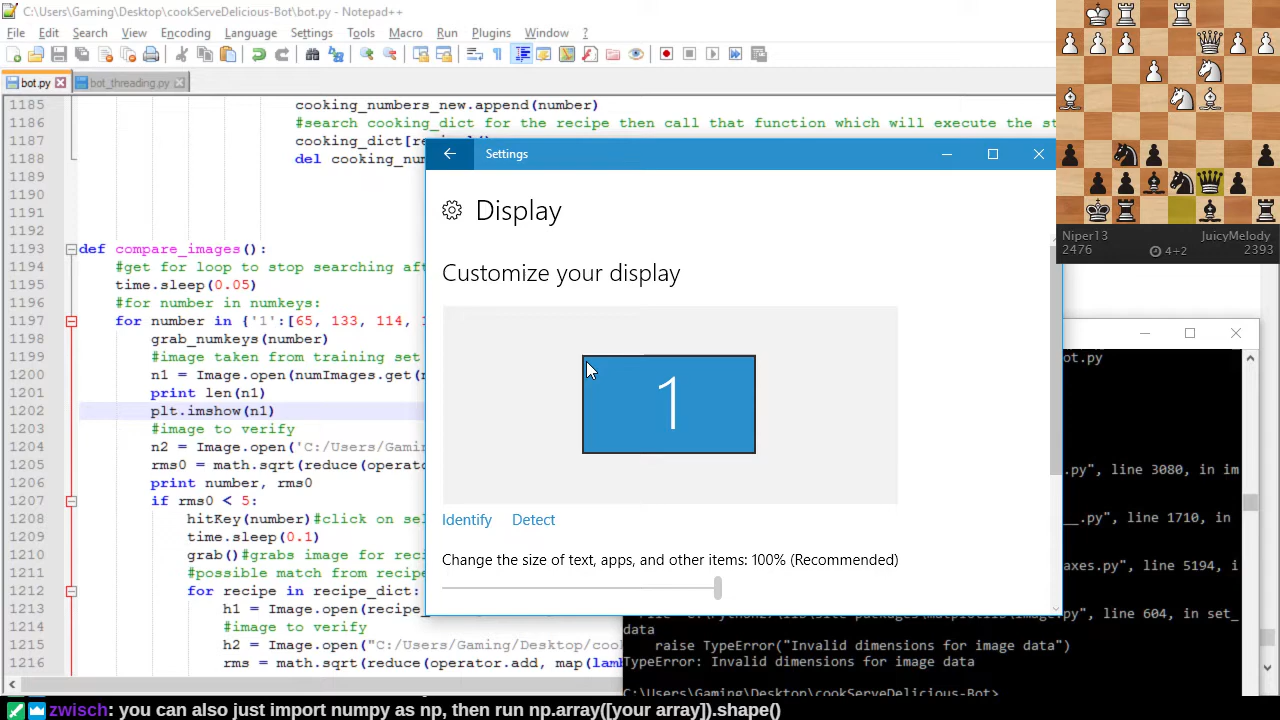 C:\Users\Gaming\Desktop\cookServeDelicious-Bot\bot.py - Notepad++
File Edit Search View Encoding Language Settings Tools Macro Run Plugins Window ?
bot.py bot_threading.py
1185 cooking_numbers_new.append(number)
1186 #search cooking_dict for the recipe then call that function which will execute the st
1187 cooking_dict[re
1188 del cooking_nu
1189
1190
1191
1192
1193 def compare_images():
1194 #get for loop to stop searching af
1195 time.sleep(0.05)
1196 #for number in numkeys:
1197 for number in {'1':[65, 133, 114, 1
1198 grab_numkeys(number)
1199 #image taken from training set
1200 n1 = Image.open(numImages.get(n
1201 print len(n1)
1202 plt.imshow(n1)
1203 #image to verify
1204 n2 = Image.open('C:/Users/Gami
1205 rms0 = math.sqrt(reduce(operato
1206 print number, rms0
1207 if rms0 < 5:
1208 hitKey(number)#click on se
1209 time.sleep(0.1)
1210 grab()#grabs image for reci
1211 #possible match from recipe
1212 for recipe in recipe_dict:
1213 h1 = Image.open(recipe_
1214 #image to verify
1215 h2 = Image.open("C:/Users/Gaming/Desktop/coo
1216 rms = math.sqrt(reduce(operator.add, map(lamb
Settings
Display
Customize your display
1
Identify Detect
Change the size of text, apps, and other items: 100% (Recommended)
Niper13 JuicyMelody
2476 4+2 2393
bot.py
.py", line 3080, in im
__.py", line 1710, in
axes.py", line 5194, i
.py", line 604, in set_
data
raise TypeError("Invalid dimensions for image data")
TypeError: Invalid dimensions for image data
C:\Users\Gaming\Desktop\cookServeDelicious-Bot>
zwisch: you can also just import numpy as np, then run np.array([your array]).shape()